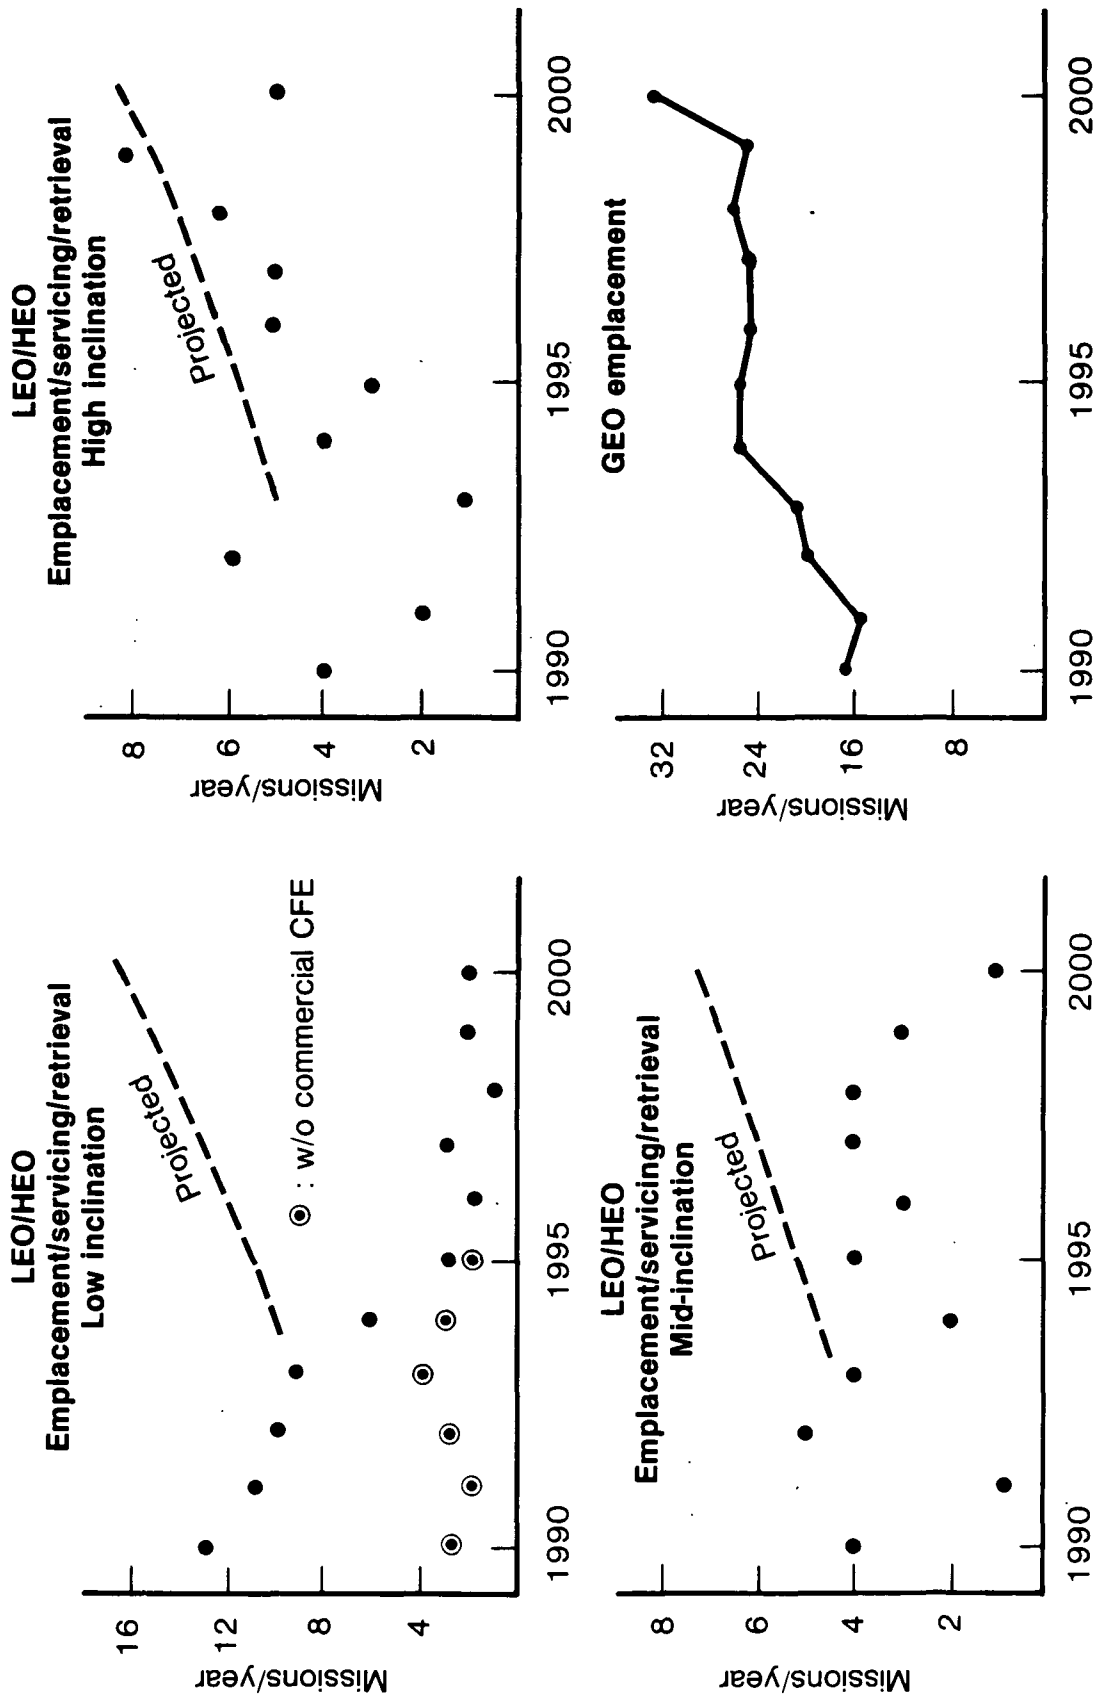 LEO/HEO
Emplacement/servicing/retrieval
Low inclination
Missions/year
16
12
8
4
Projected
: w/o commercial CFE
1990
1995
2000
LEO/HEO
Emplacement/servicing/retrieval
High inclination
Missions/year
8
6
4
2
Projected
1990
1995
2000
LEO/HEO
Emplacement/servicing/retrieval
Mid-inclination
Missions/year
8
6
4
2
Projected
1990
1995
2000
GEO emplacement
Missions/year
32
24
16
8
1990
1995
2000